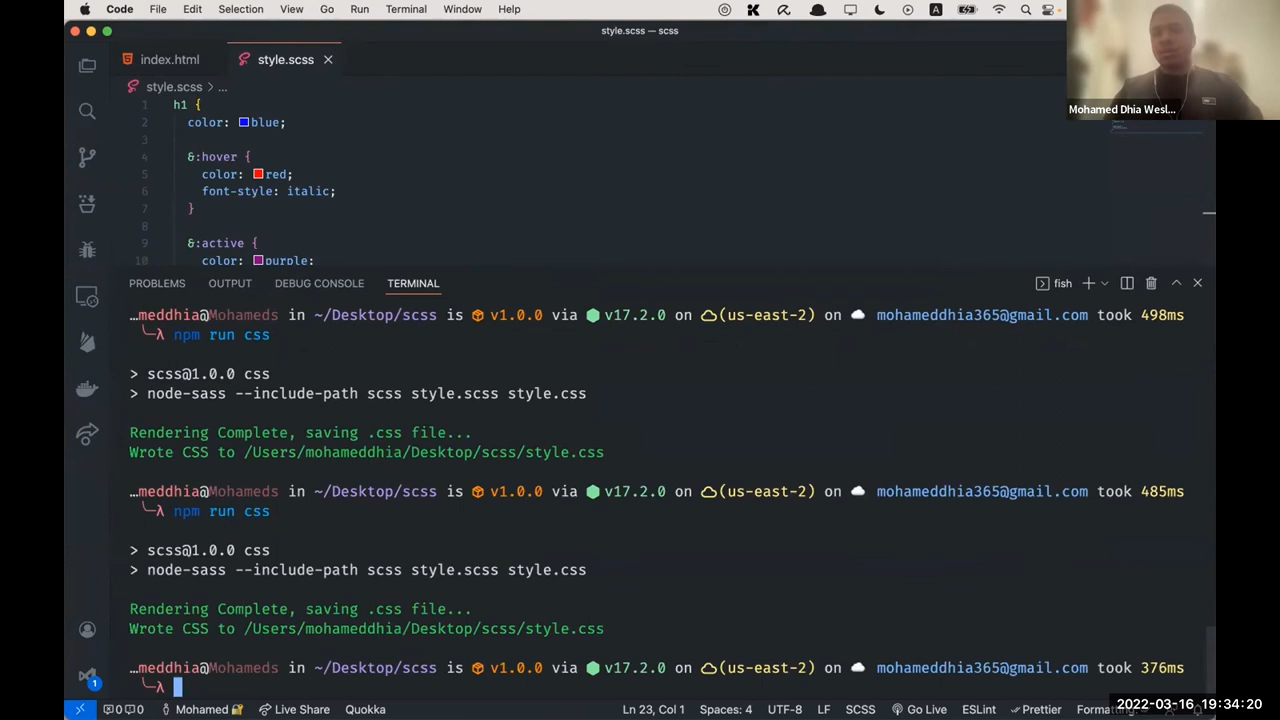 Code File Edit Selection View Go Run Terminal Window Help
style.scss — scss
index.html style.scss
style.scss > ...
Mohamed Dhia Wesl...
1 h1 {
2 color: blue;
3
4 &:hover {
5 color: red;
6 font-style: italic;
7 }
8
9 &:active {
10 color: purple;
PROBLEMS OUTPUT DEBUG CONSOLE TERMINAL fish
…meddhia@Mohameds in ~/Desktop/scss is v1.0.0 via v17.2.0 on (us-east-2) on mohameddhia365@gmail.com took 498ms
╰─λ npm run css
> scss@1.0.0 css
> node-sass --include-path scss style.scss style.css
Rendering Complete, saving .css file...
Wrote CSS to /Users/mohameddhia/Desktop/scss/style.css
…meddhia@Mohameds in ~/Desktop/scss is v1.0.0 via v17.2.0 on (us-east-2) on mohameddhia365@gmail.com took 485ms
╰─λ npm run css
> scss@1.0.0 css
> node-sass --include-path scss style.scss style.css
Rendering Complete, saving .css file...
Wrote CSS to /Users/mohameddhia/Desktop/scss/style.css
…meddhia@Mohameds in ~/Desktop/scss is v1.0.0 via v17.2.0 on (us-east-2) on mohameddhia365@gmail.com took 376ms
╰─λ
1
0 0 Mohamed Live Share Quokka Ln 23, Col 1 Spaces: 4 UTF-8 LF SCSS Go Live ESLint Prettier Formatting:
2022-03-16 19:34:20